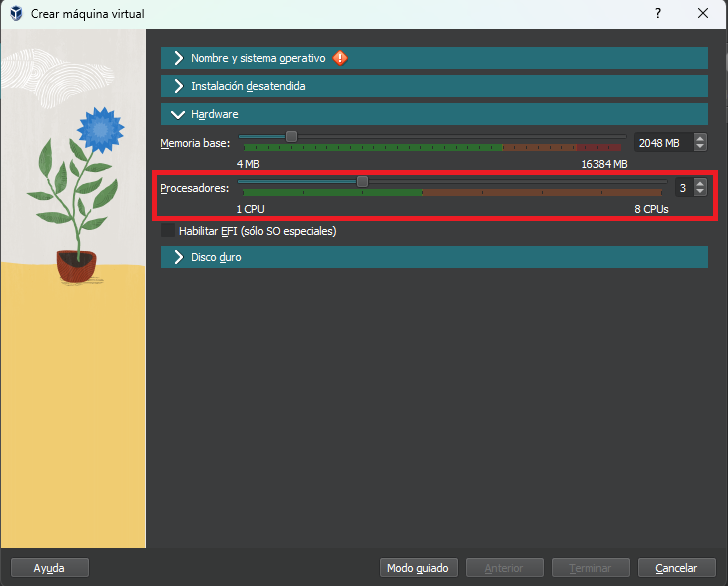 Crear máquina virtual
?
Nombre y sistema operativo
Instalación desatendida
Hardware
Memoria base: 2048 MB
4 MB 16384 MB
Procesadores: 3
1 CPU 8 CPUs
Habilitar EFI (sólo SO especiales)
Disco duro
Ayuda Modo guiado Anterior Terminar Cancelar